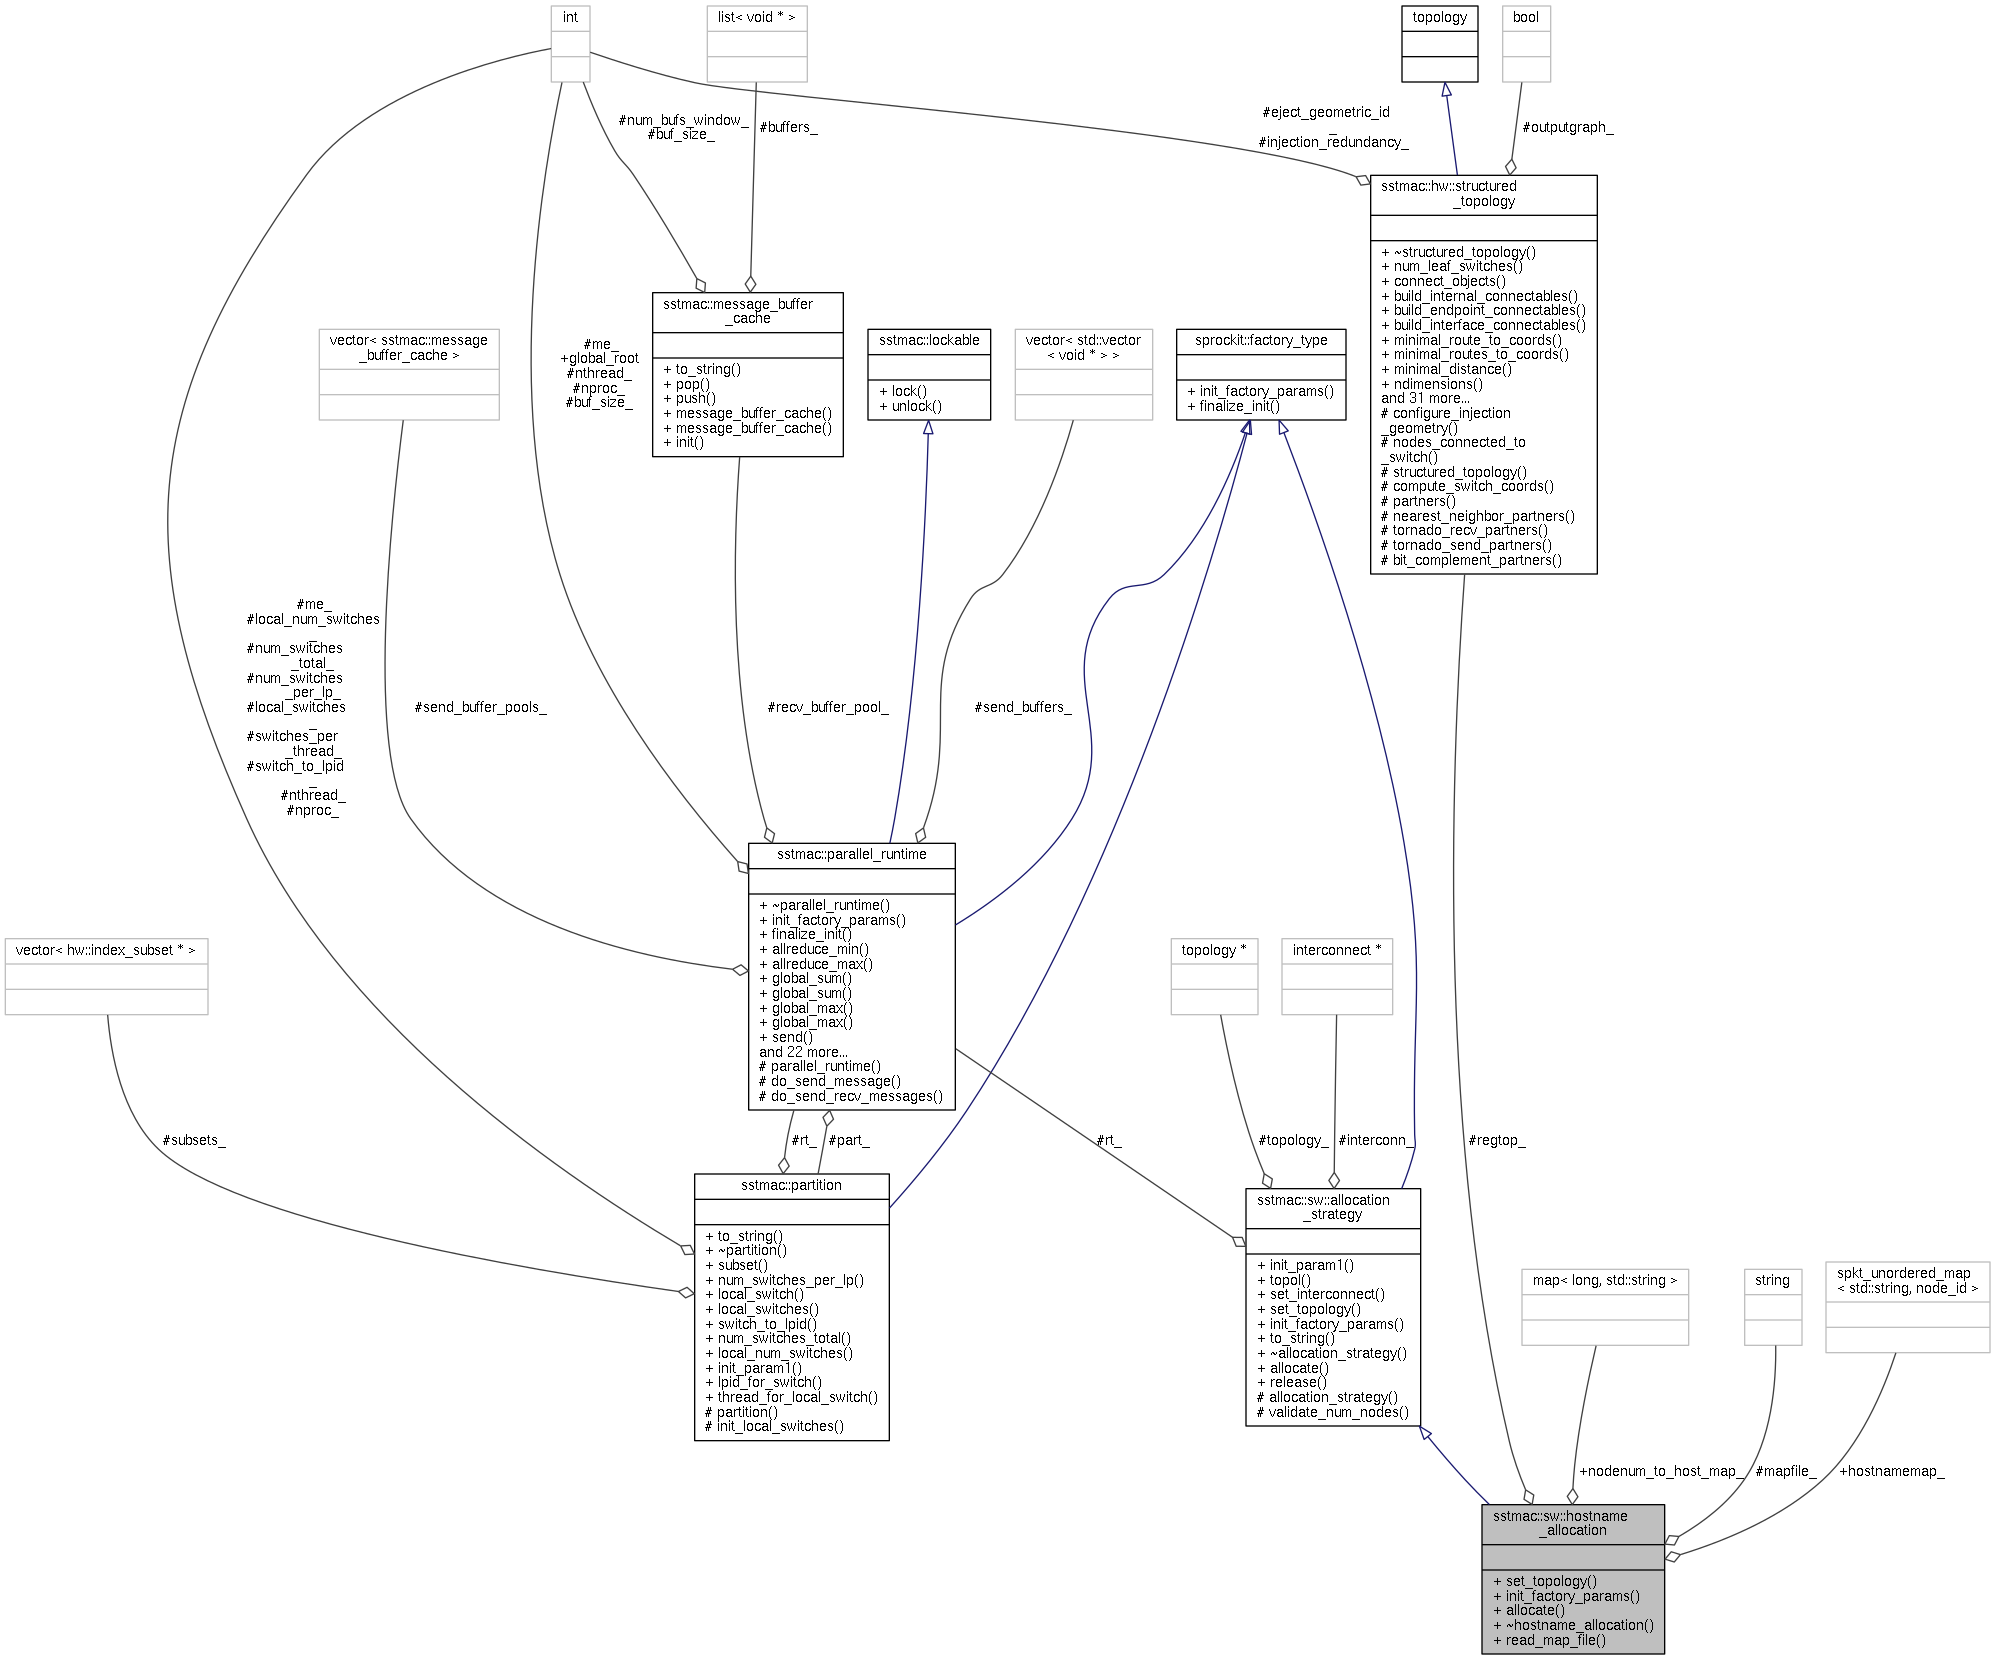 int
list< void * >
topology
bool
#num_bufs_window_
#buf_size_
#buffers_
#eject_geometric_id
_
#injection_redundancy_
#outputgraph_
sstmac::hw::structured
_topology
+ ~structured_topology()
+ num_leaf_switches()
+ connect_objects()
+ build_internal_connectables()
+ build_endpoint_connectables()
+ build_interface_connectables()
+ minimal_route_to_coords()
+ minimal_routes_to_coords()
+ minimal_distance()
+ ndimensions()
and 31 more...
# configure_injection
_geometry()
# nodes_connected_to
_switch()
# structured_topology()
# compute_switch_coords()
# partners()
# nearest_neighbor_partners()
# tornado_recv_partners()
# tornado_send_partners()
# bit_complement_partners()
sstmac::message_buffer
_cache
+ to_string()
+ pop()
+ push()
+ message_buffer_cache()
+ message_buffer_cache()
+ init()
vector< sstmac::message
_buffer_cache >
#me_
+global_root
#nthread_
#nproc_
#buf_size_
sstmac::lockable
+ lock()
+ unlock()
vector< std::vector
< void * > >
sprockit::factory_type
+ init_factory_params()
+ finalize_init()
#me_
#local_num_switches
_
#num_switches
_total_
#num_switches
_per_lp_
#local_switches
_
#switches_per
_thread_
#switch_to_lpid
_
#nthread_
#nproc_
#send_buffer_pools_
#recv_buffer_pool_
#send_buffers_
sstmac::parallel_runtime
+ ~parallel_runtime()
+ init_factory_params()
+ finalize_init()
+ allreduce_min()
+ allreduce_max()
+ global_sum()
+ global_sum()
+ global_max()
+ global_max()
+ send()
and 22 more...
# parallel_runtime()
# do_send_message()
# do_send_recv_messages()
vector< hw::index_subset * >
topology *
interconnect *
#subsets_
#rt_
#part_
#rt_
#topology_
#interconn_
#regtop_
sstmac::partition
+ to_string()
+ ~partition()
+ subset()
+ num_switches_per_lp()
+ local_switch()
+ local_switches()
+ switch_to_lpid()
+ num_switches_total()
+ local_num_switches()
+ init_param1()
+ lpid_for_switch()
+ thread_for_local_switch()
# partition()
# init_local_switches()
sstmac::sw::allocation
_strategy
+ init_param1()
+ topol()
+ set_interconnect()
+ set_topology()
+ init_factory_params()
+ to_string()
+ ~allocation_strategy()
+ allocate()
+ release()
# allocation_strategy()
# validate_num_nodes()
map< long, std::string >
string
spkt_unordered_map
< std::string, node_id >
+nodenum_to_host_map_
#mapfile_
+hostnamemap_
sstmac::sw::hostname
_allocation
+ set_topology()
+ init_factory_params()
+ allocate()
+ ~hostname_allocation()
+ read_map_file()